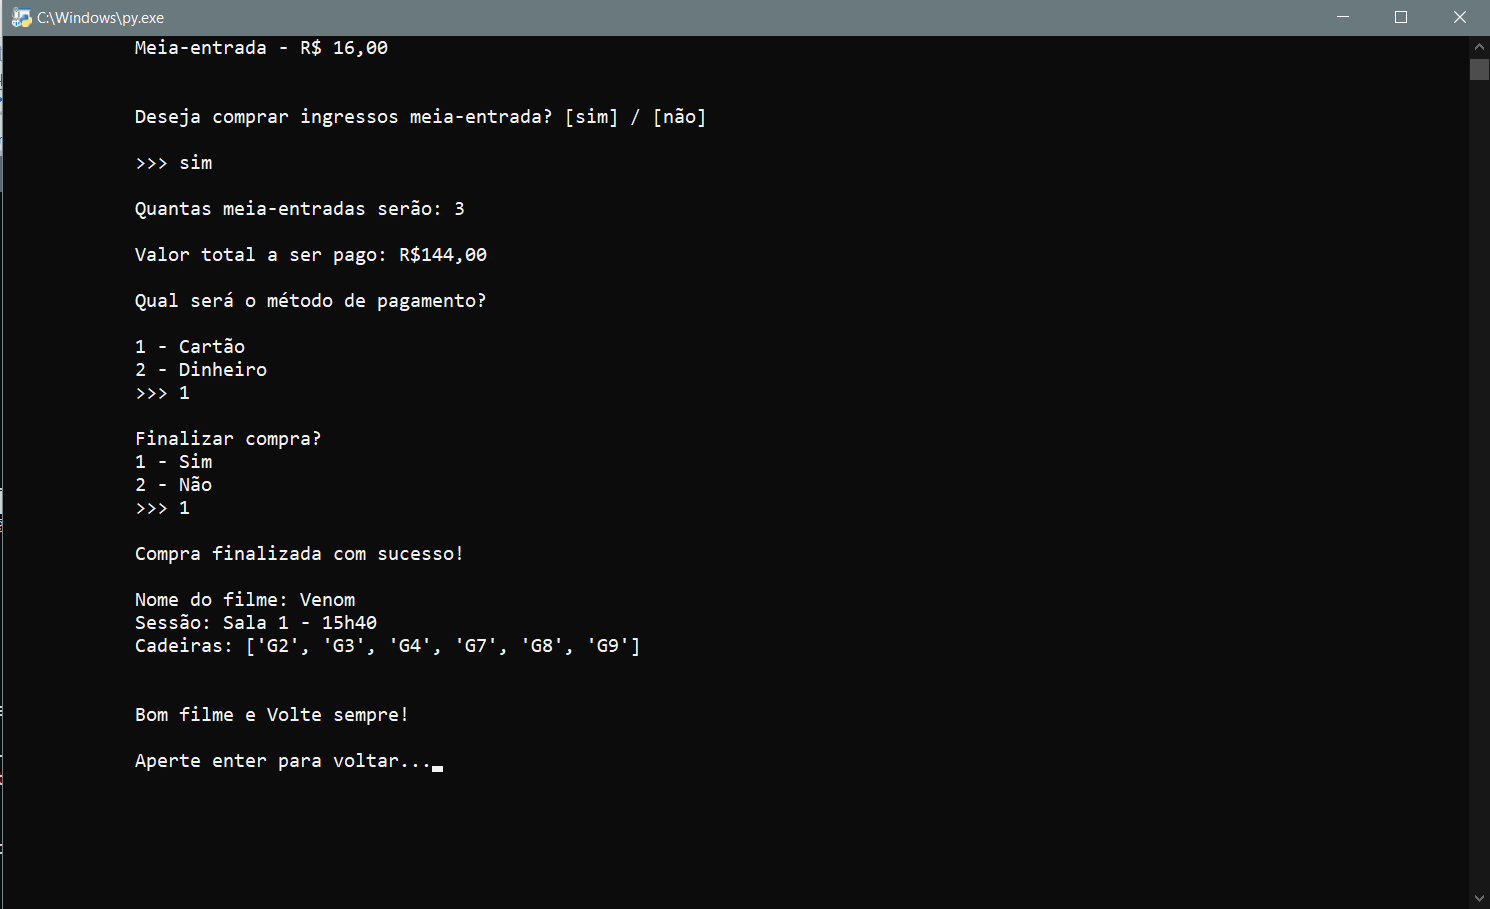 C:\Windows\py.exe
Meia-entrada - R$ 16,00
Deseja comprar ingressos meia-entrada? [sim] / [não]
>>> sim
Quantas meia-entradas serão: 3
Valor total a ser pago: R$144,00
Qual será o método de pagamento?
1 - Cartão
2 - Dinheiro
>>> 1
Finalizar compra?
1 - Sim
2 - Não
>>> 1
Compra finalizada com sucesso!
Nome do filme: Venom
Sessão: Sala 1 - 15h40
Cadeiras: ['G2', 'G3', 'G4', 'G7', 'G8', 'G9']
Bom filme e Volte sempre!
Aperte enter para voltar...